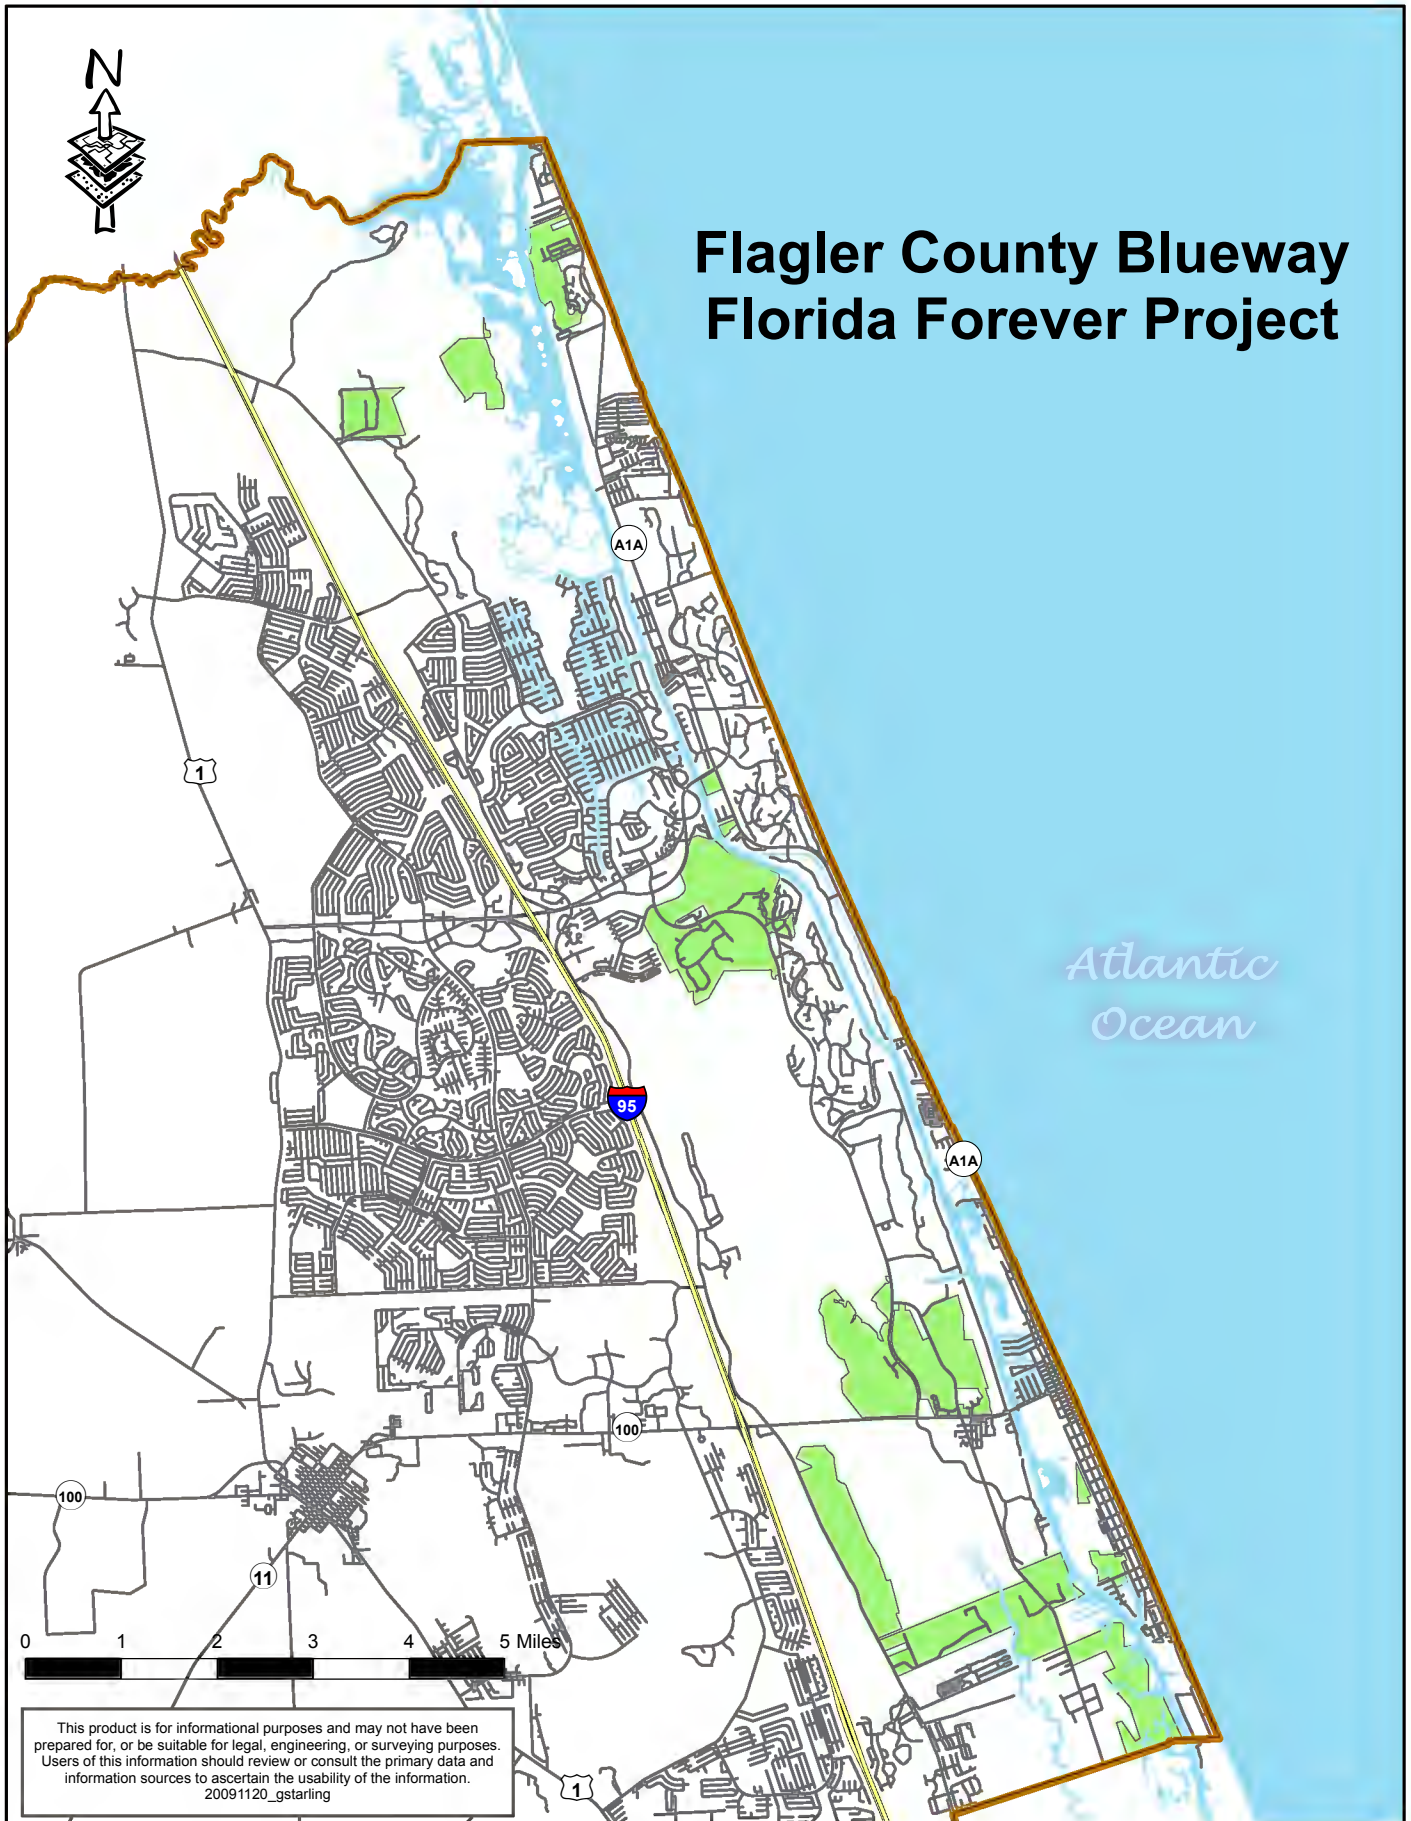 N
Flagler County Blueway
Florida Forever Project
A1A
1
Atlantic
Ocean
95
A1A
100
100
11
0 1 2 3 4 5 Miles
This product is for informational purposes and may not have been
prepared for, or be suitable for legal, engineering, or surveying purposes.
Users of this information should review or consult the primary data and
information sources to ascertain the usability of the information.
20091120_gstarling
1